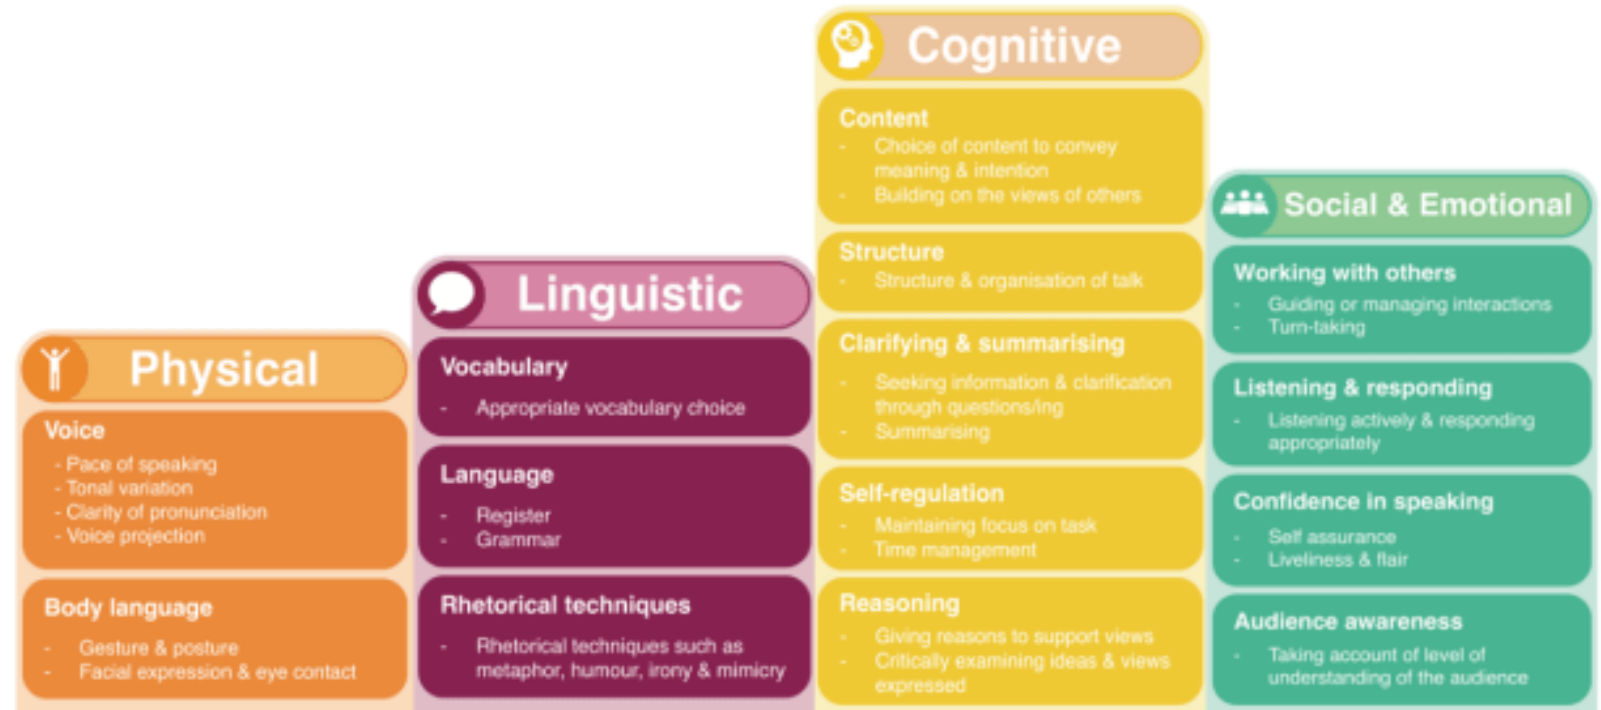 Physical
Voice
- Pace of speaking
- Tonal variation
- Clarity of pronunciation
- Voice projection
Body language
- Gesture & posture
- Facial expression & eye contact
Linguistic
Vocabulary
- Appropriate vocabulary choice
Language
- Register
- Grammar
Rhetorical techniques
- Rhetorical techniques such as
metaphor, humour, irony & mimicry
Cognitive
Content
- Choice of content to convey
meaning & intention
- Building on the views of others
Structure
- Structure & organisation of talk
Clarifying & summarising
- Seeking information & clarification
through questions/ing
- Summarising
Self-regulation
- Maintaining focus on task
- Time management
Reasoning
- Giving reasons to support views
- Critically examining ideas & views
expressed
Social & Emotional
Working with others
- Guiding or managing interactions
- Turn-taking
Listening & responding
- Listening actively & responding
appropriately
Confidence in speaking
- Self assurance
- Liveliness & flair
Audience awareness
- Taking account of level of
understanding of the audience